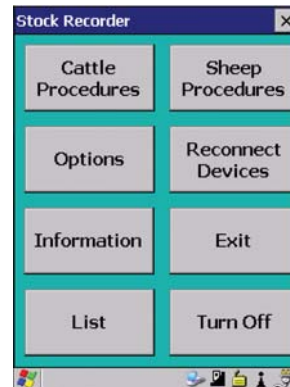 Stock Recorder
Cattle
Procedures
Sheep
Procedures
Options
Reconnect
Devices
Information
Exit
List
Turn Off